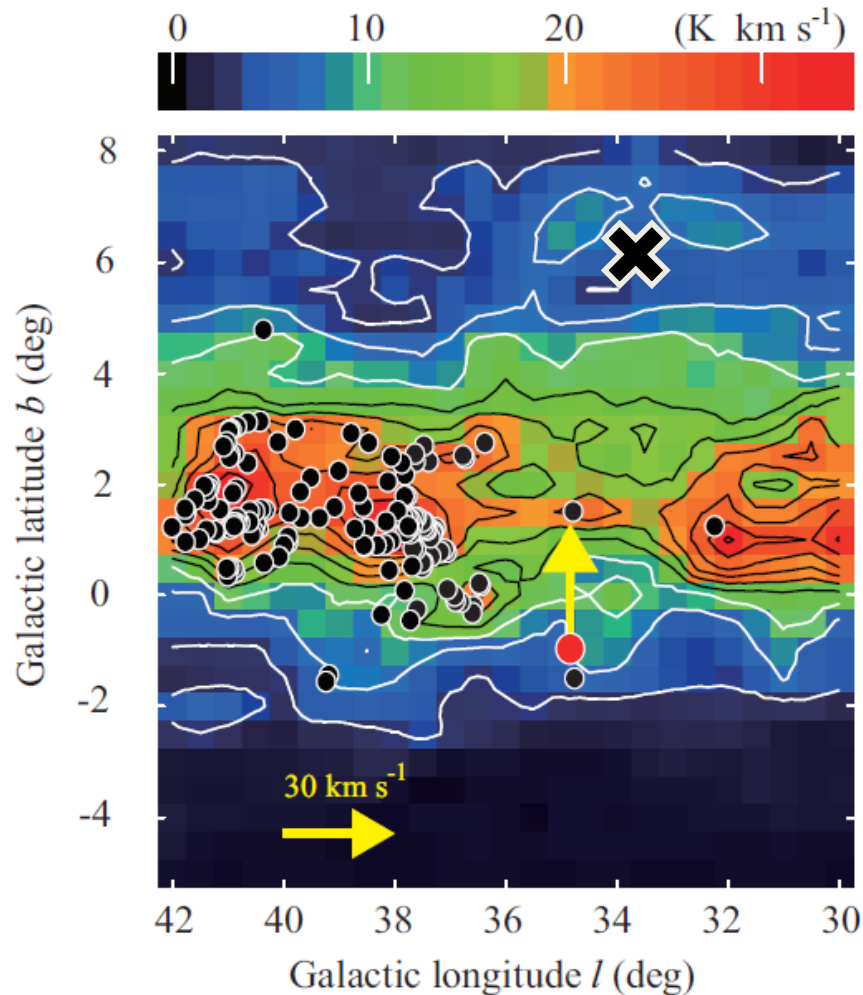 0 10 20 (K km s⁻¹)
8
6
4
2
0
-2
-4
Galactic latitude b (deg)
30 km s⁻¹
42 40 38 36 34 32 30
Galactic longitude l (deg)